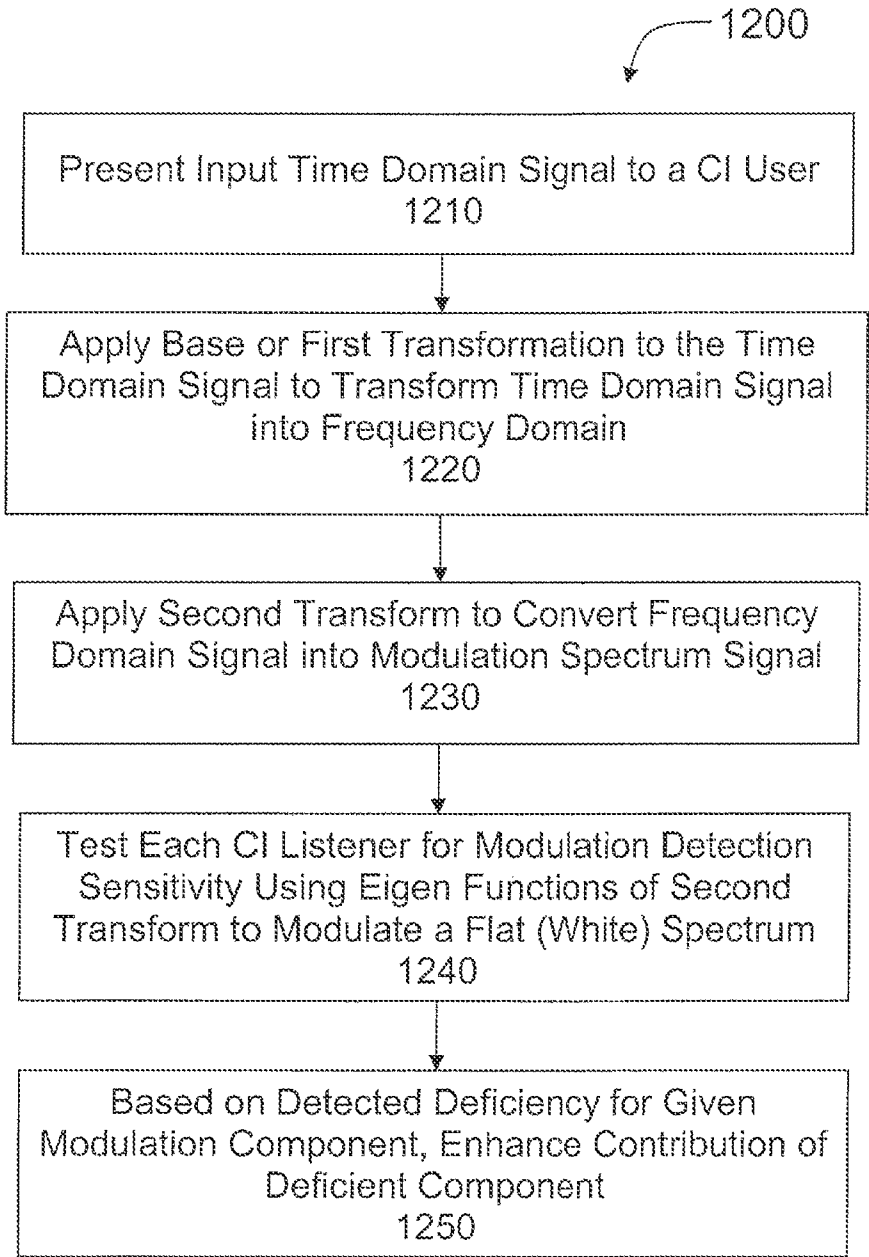 1200
Present Input Time Domain Signal to a CI User
1210
Apply Base or First Transformation to the Time
Domain Signal to Transform Time Domain Signal
into Frequency Domain
1220
Apply Second Transform to Convert Frequency
Domain Signal into Modulation Spectrum Signal
1230
Test Each CI Listener for Modulation Detection
Sensitivity Using Eigen Functions of Second
Transform to Modulate a Flat (White) Spectrum
1240
Based on Detected Deficiency for Given
Modulation Component, Enhance Contribution of
Deficient Component
1250